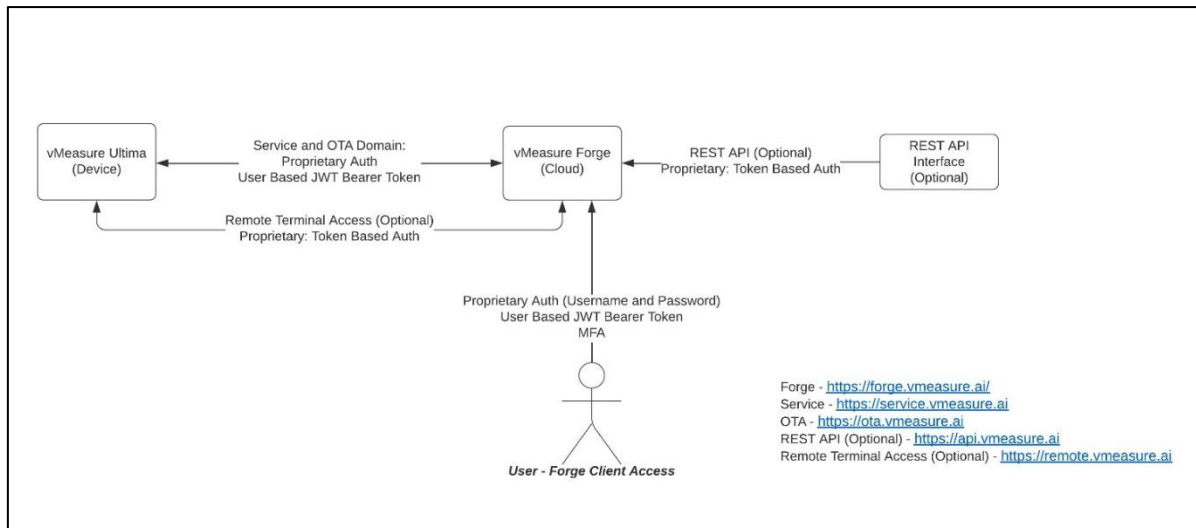 vMeasure Ultima
(Device)
Service and OTA Domain:
Proprietary Auth
User Based JWT Bearer Token
vMeasure Forge
(Cloud)
REST API (Optional)
Proprietary: Token Based Auth
REST API
Interface
(Optional)
Remote Terminal Access (Optional)
Proprietary: Token Based Auth
Proprietary Auth (Username and Password)
User Based JWT Bearer Token
MFA
User - Forge Client Access
Forge - https://forge.vmeasure.ai/
Service - https://service.vmeasure.ai
OTA - https://ota.vmeasure.ai
REST API (Optional) - https://api.vmeasure.ai
Remote Terminal Access (Optional) - https://remote.vmeasure.ai